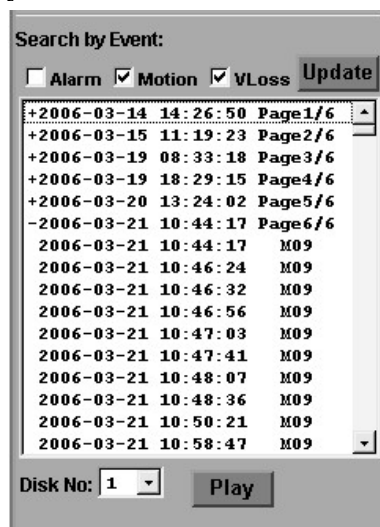 Search by Event:
Alarm Motion VLoss Update
+2006-03-14 14:26:50 Page1/6
+2006-03-15 11:19:23 Page2/6
+2006-03-19 08:33:18 Page3/6
+2006-03-19 18:29:15 Page4/6
+2006-03-20 13:24:02 Page5/6
-2006-03-21 10:44:17 Page6/6
2006-03-21 10:44:17 M09
2006-03-21 10:46:24 M09
2006-03-21 10:46:32 M09
2006-03-21 10:46:56 M09
2006-03-21 10:47:03 M09
2006-03-21 10:47:41 M09
2006-03-21 10:48:07 M09
2006-03-21 10:48:36 M09
2006-03-21 10:50:21 M09
2006-03-21 10:58:47 M09
Disk No: 1 Play